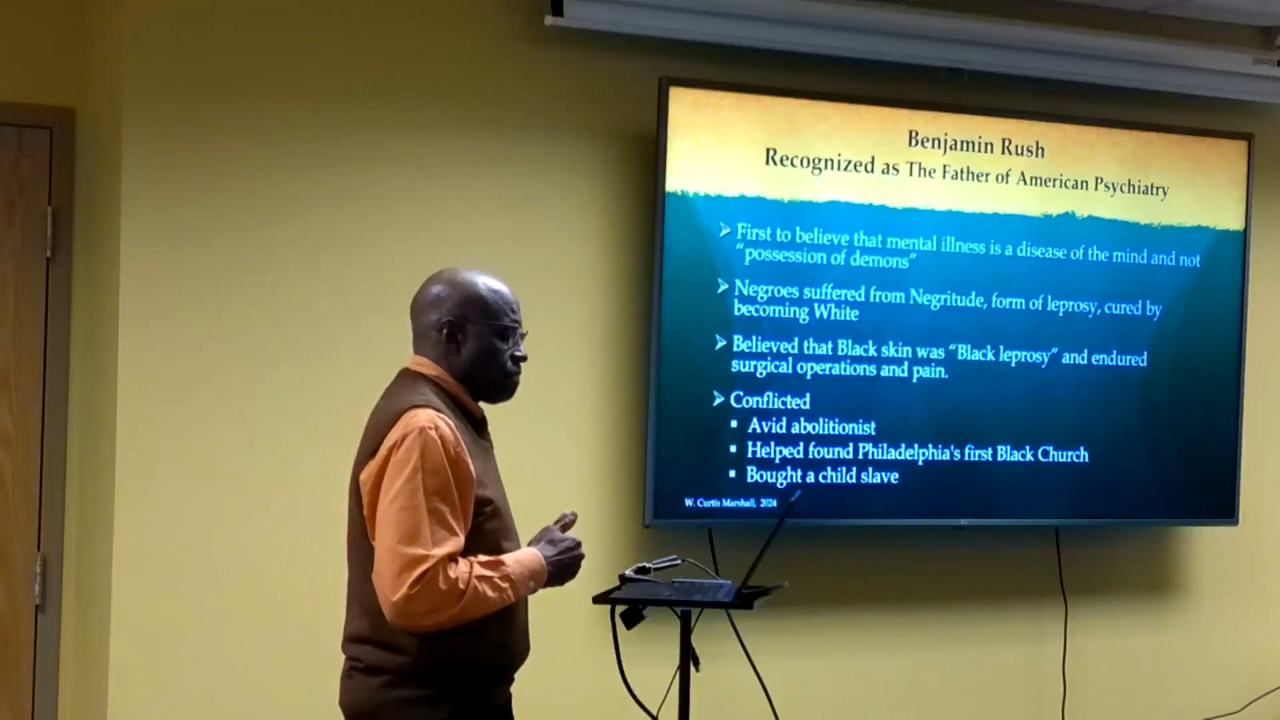 Benjamin Rush
Recognized as The Father of American Psychiatry
➢ First to believe that mental illness is a disease of the mind and not
"possession of demons"
➢ Negroes suffered from Negritude, form of leprosy, cured by
becoming White
➢ Believed that Black skin was "Black leprosy" and endured
surgical operations and pain.
➢ Conflicted
▪ Avid abolitionist
▪ Helped found Philadelphia's first Black Church
▪ Bought a child slave
W. Curtis Marshall, 2024